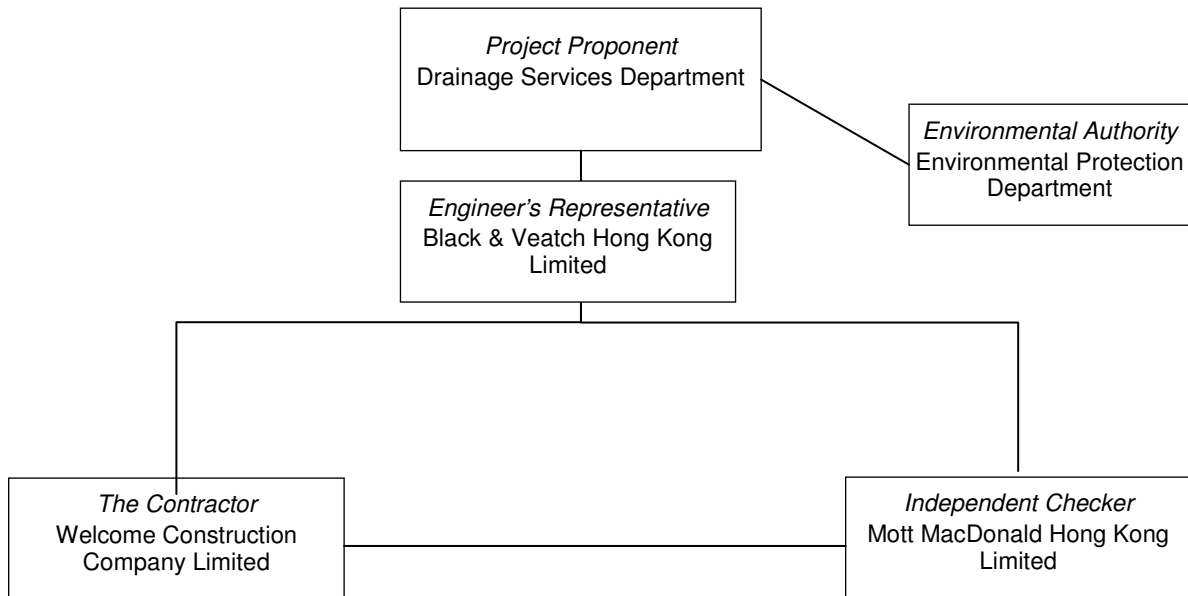 Project Proponent
Drainage Services Department
Environmental Authority
Environmental Protection
Department
Engineer's Representative
Black & Veatch Hong Kong
Limited
The Contractor
Welcome Construction
Company Limited
Independent Checker
Mott MacDonald Hong Kong
Limited